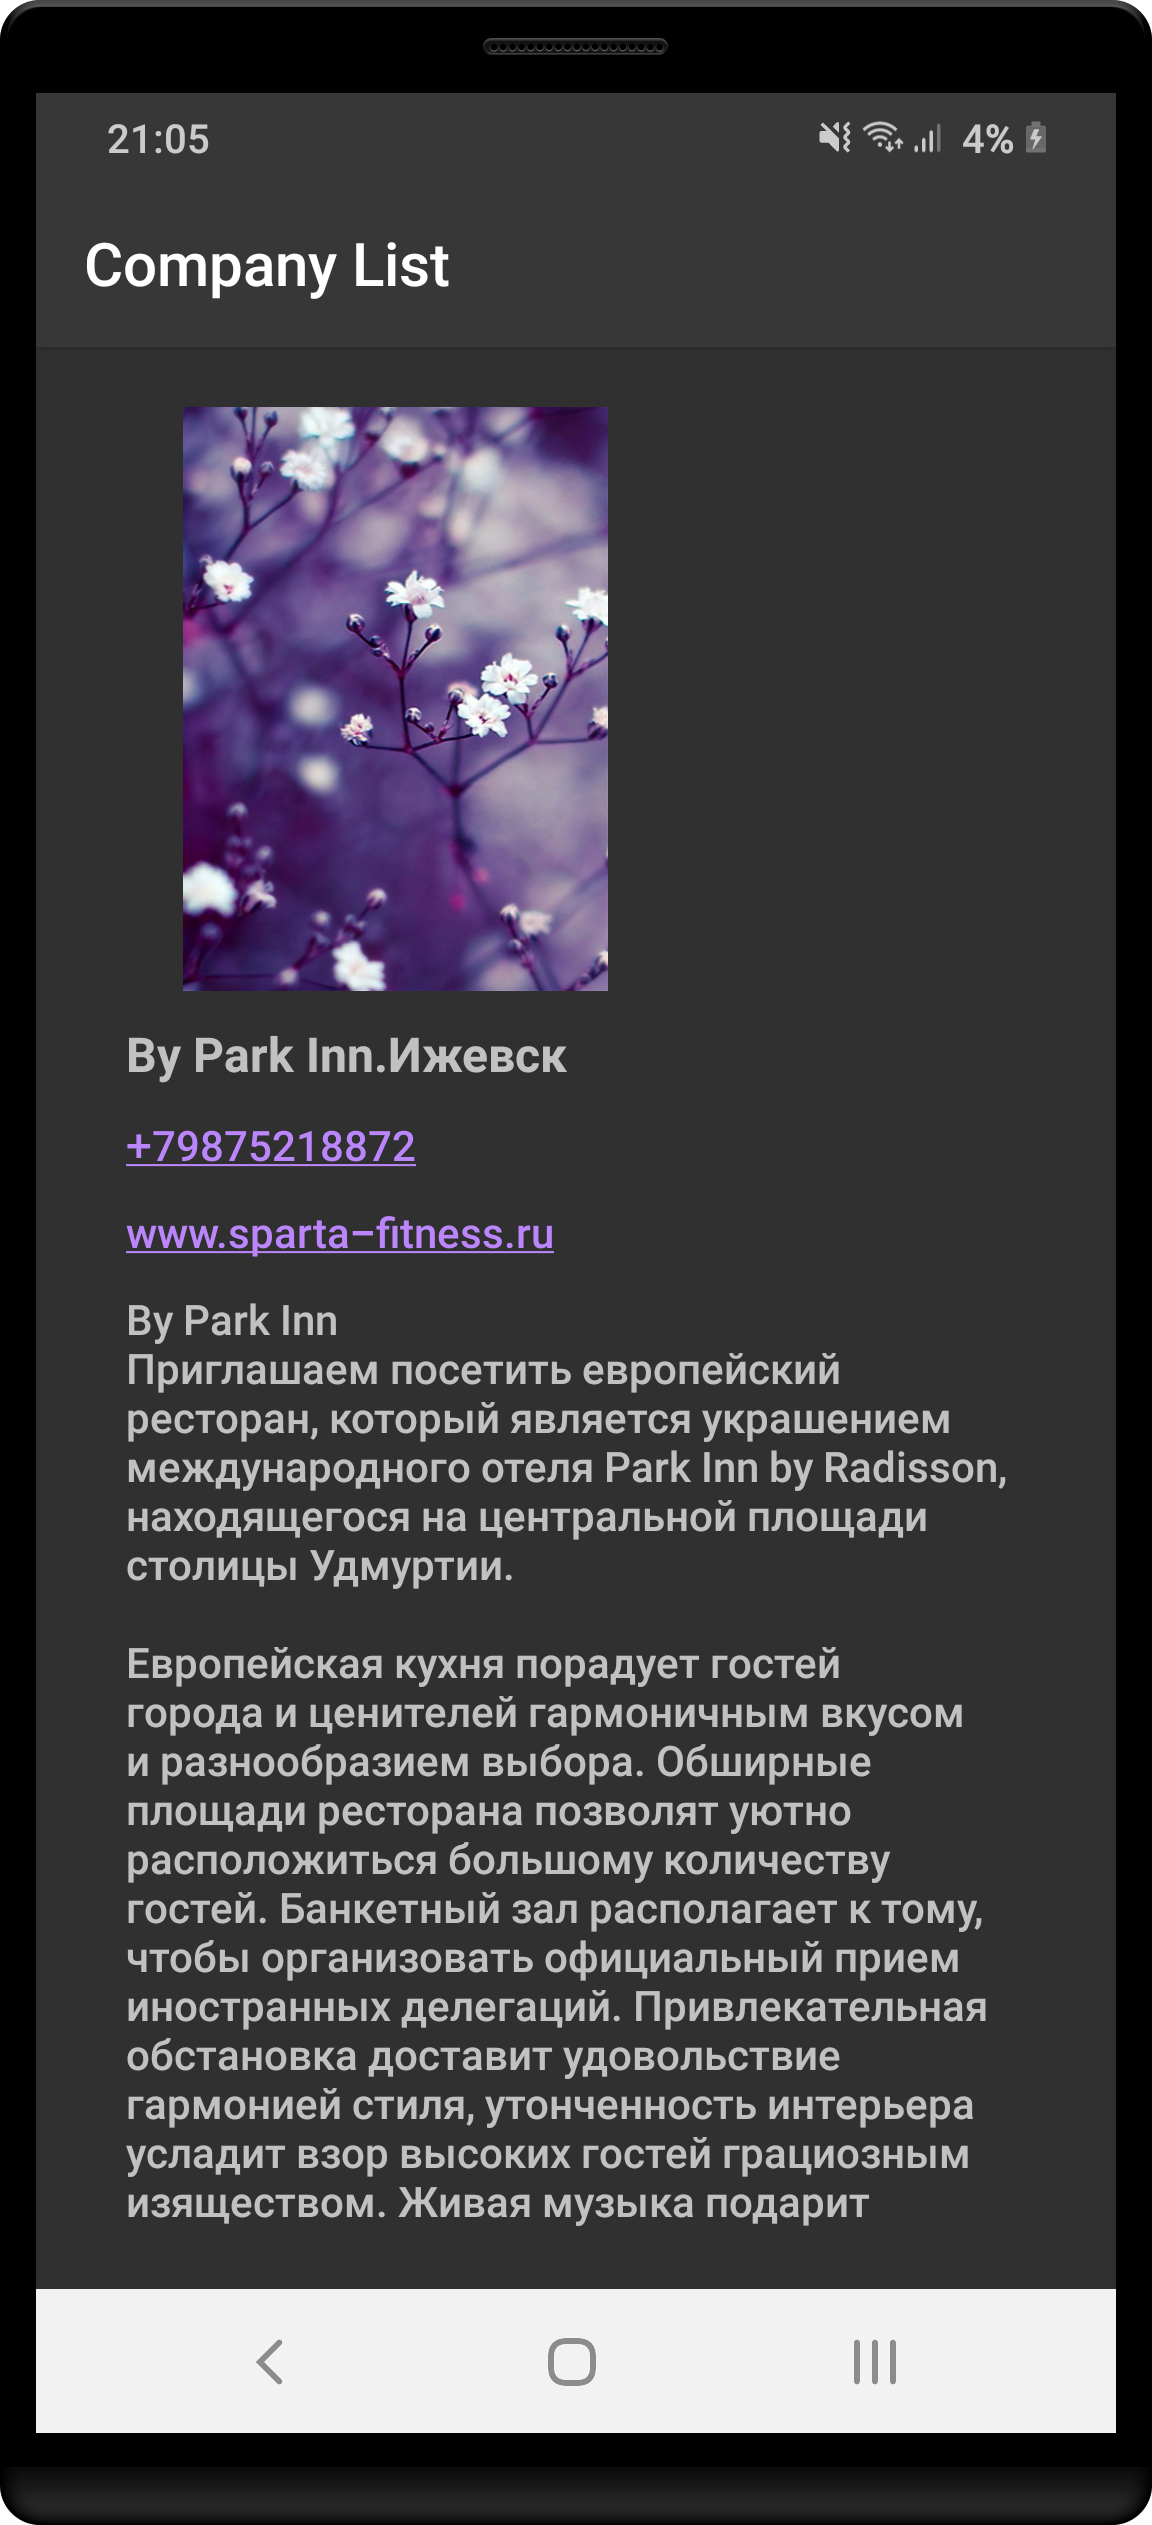 21:05
4%
Company List
By Park Inn.Ижевск
+79875218872
www.sparta-fitness.ru
By Park Inn
Приглашаем посетить европейский
ресторан, который является украшением
международного отеля Park Inn by Radisson,
находящегося на центральной площади
столицы Удмуртии.
Европейская кухня порадует гостей
города и ценителей гармоничным вкусом
и разнообразием выбора. Обширные
площади ресторана позволят уютно
расположиться большому количеству
гостей. Банкетный зал располагает к тому,
чтобы организовать официальный прием
иностранных делегаций. Привлекательная
обстановка доставит удовольствие
гармонией стиля, утонченность интерьера
усладит взор высоких гостей грациозным
изяществом. Живая музыка подарит